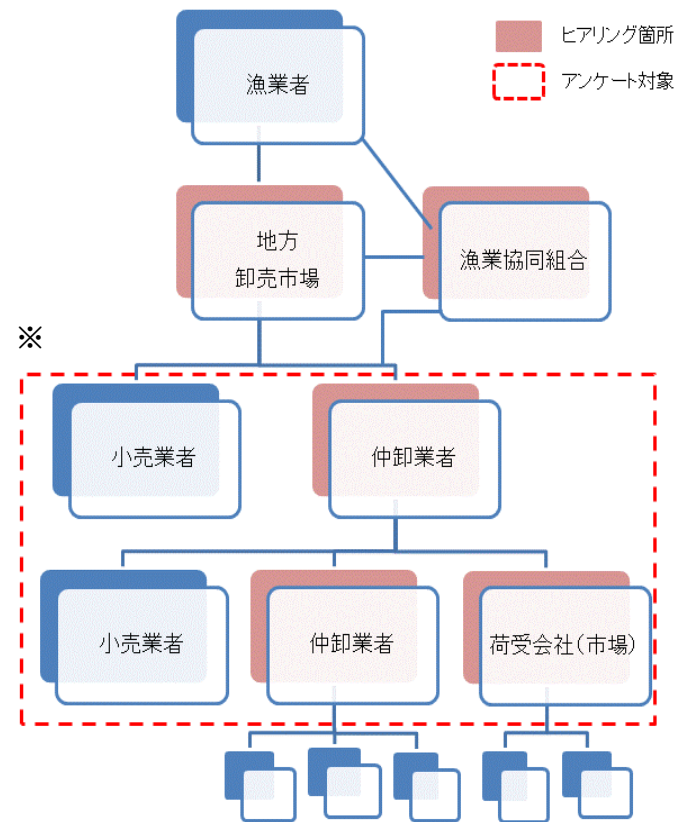 ヒアリング箇所
アンケート対象
漁業者
地方
卸売市場
漁業協同組合
※
小売業者
仲卸業者
小売業者
仲卸業者
荷受会社(市場)